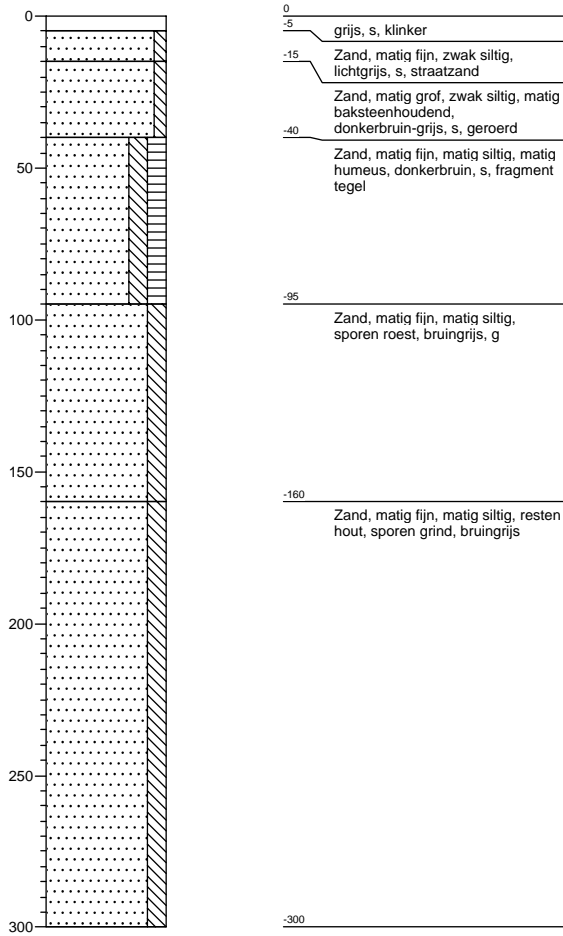 0
50
100
150
200
250
300
0
-5
grijs, s, klinker
-15
Zand, matig fijn, zwak siltig,
lichtgrijs, s, straatzand
Zand, matig grof, zwak siltig, matig
baksteenhoudend,
donkerbruin-grijs, s, geroerd
-40
Zand, matig fijn, matig siltig, matig
humeus, donkerbruin, s, fragment
tegel
-95
Zand, matig fijn, matig siltig,
sporen roest, bruingrijs, g
-160
Zand, matig fijn, matig siltig, resten
hout, sporen grind, bruingrijs
-300